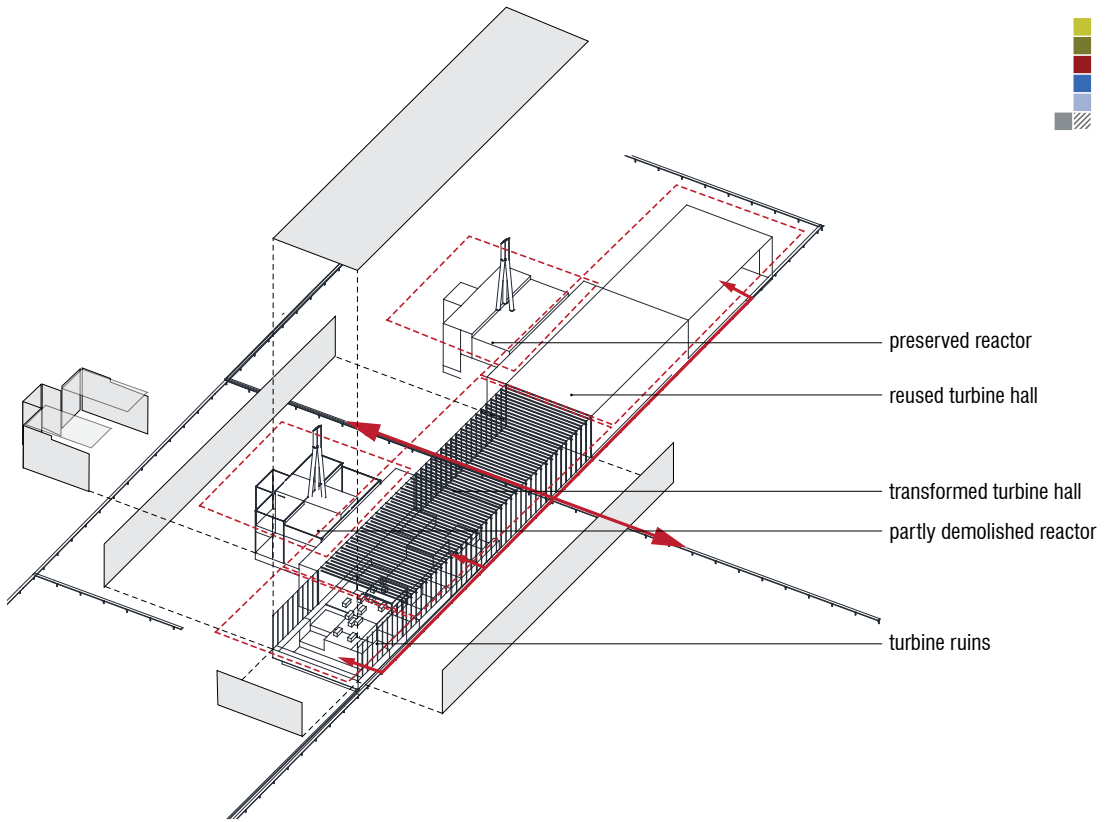 preserved reactor
reused turbine hall
transformed turbine hall
partly demolished reactor
turbine ruins